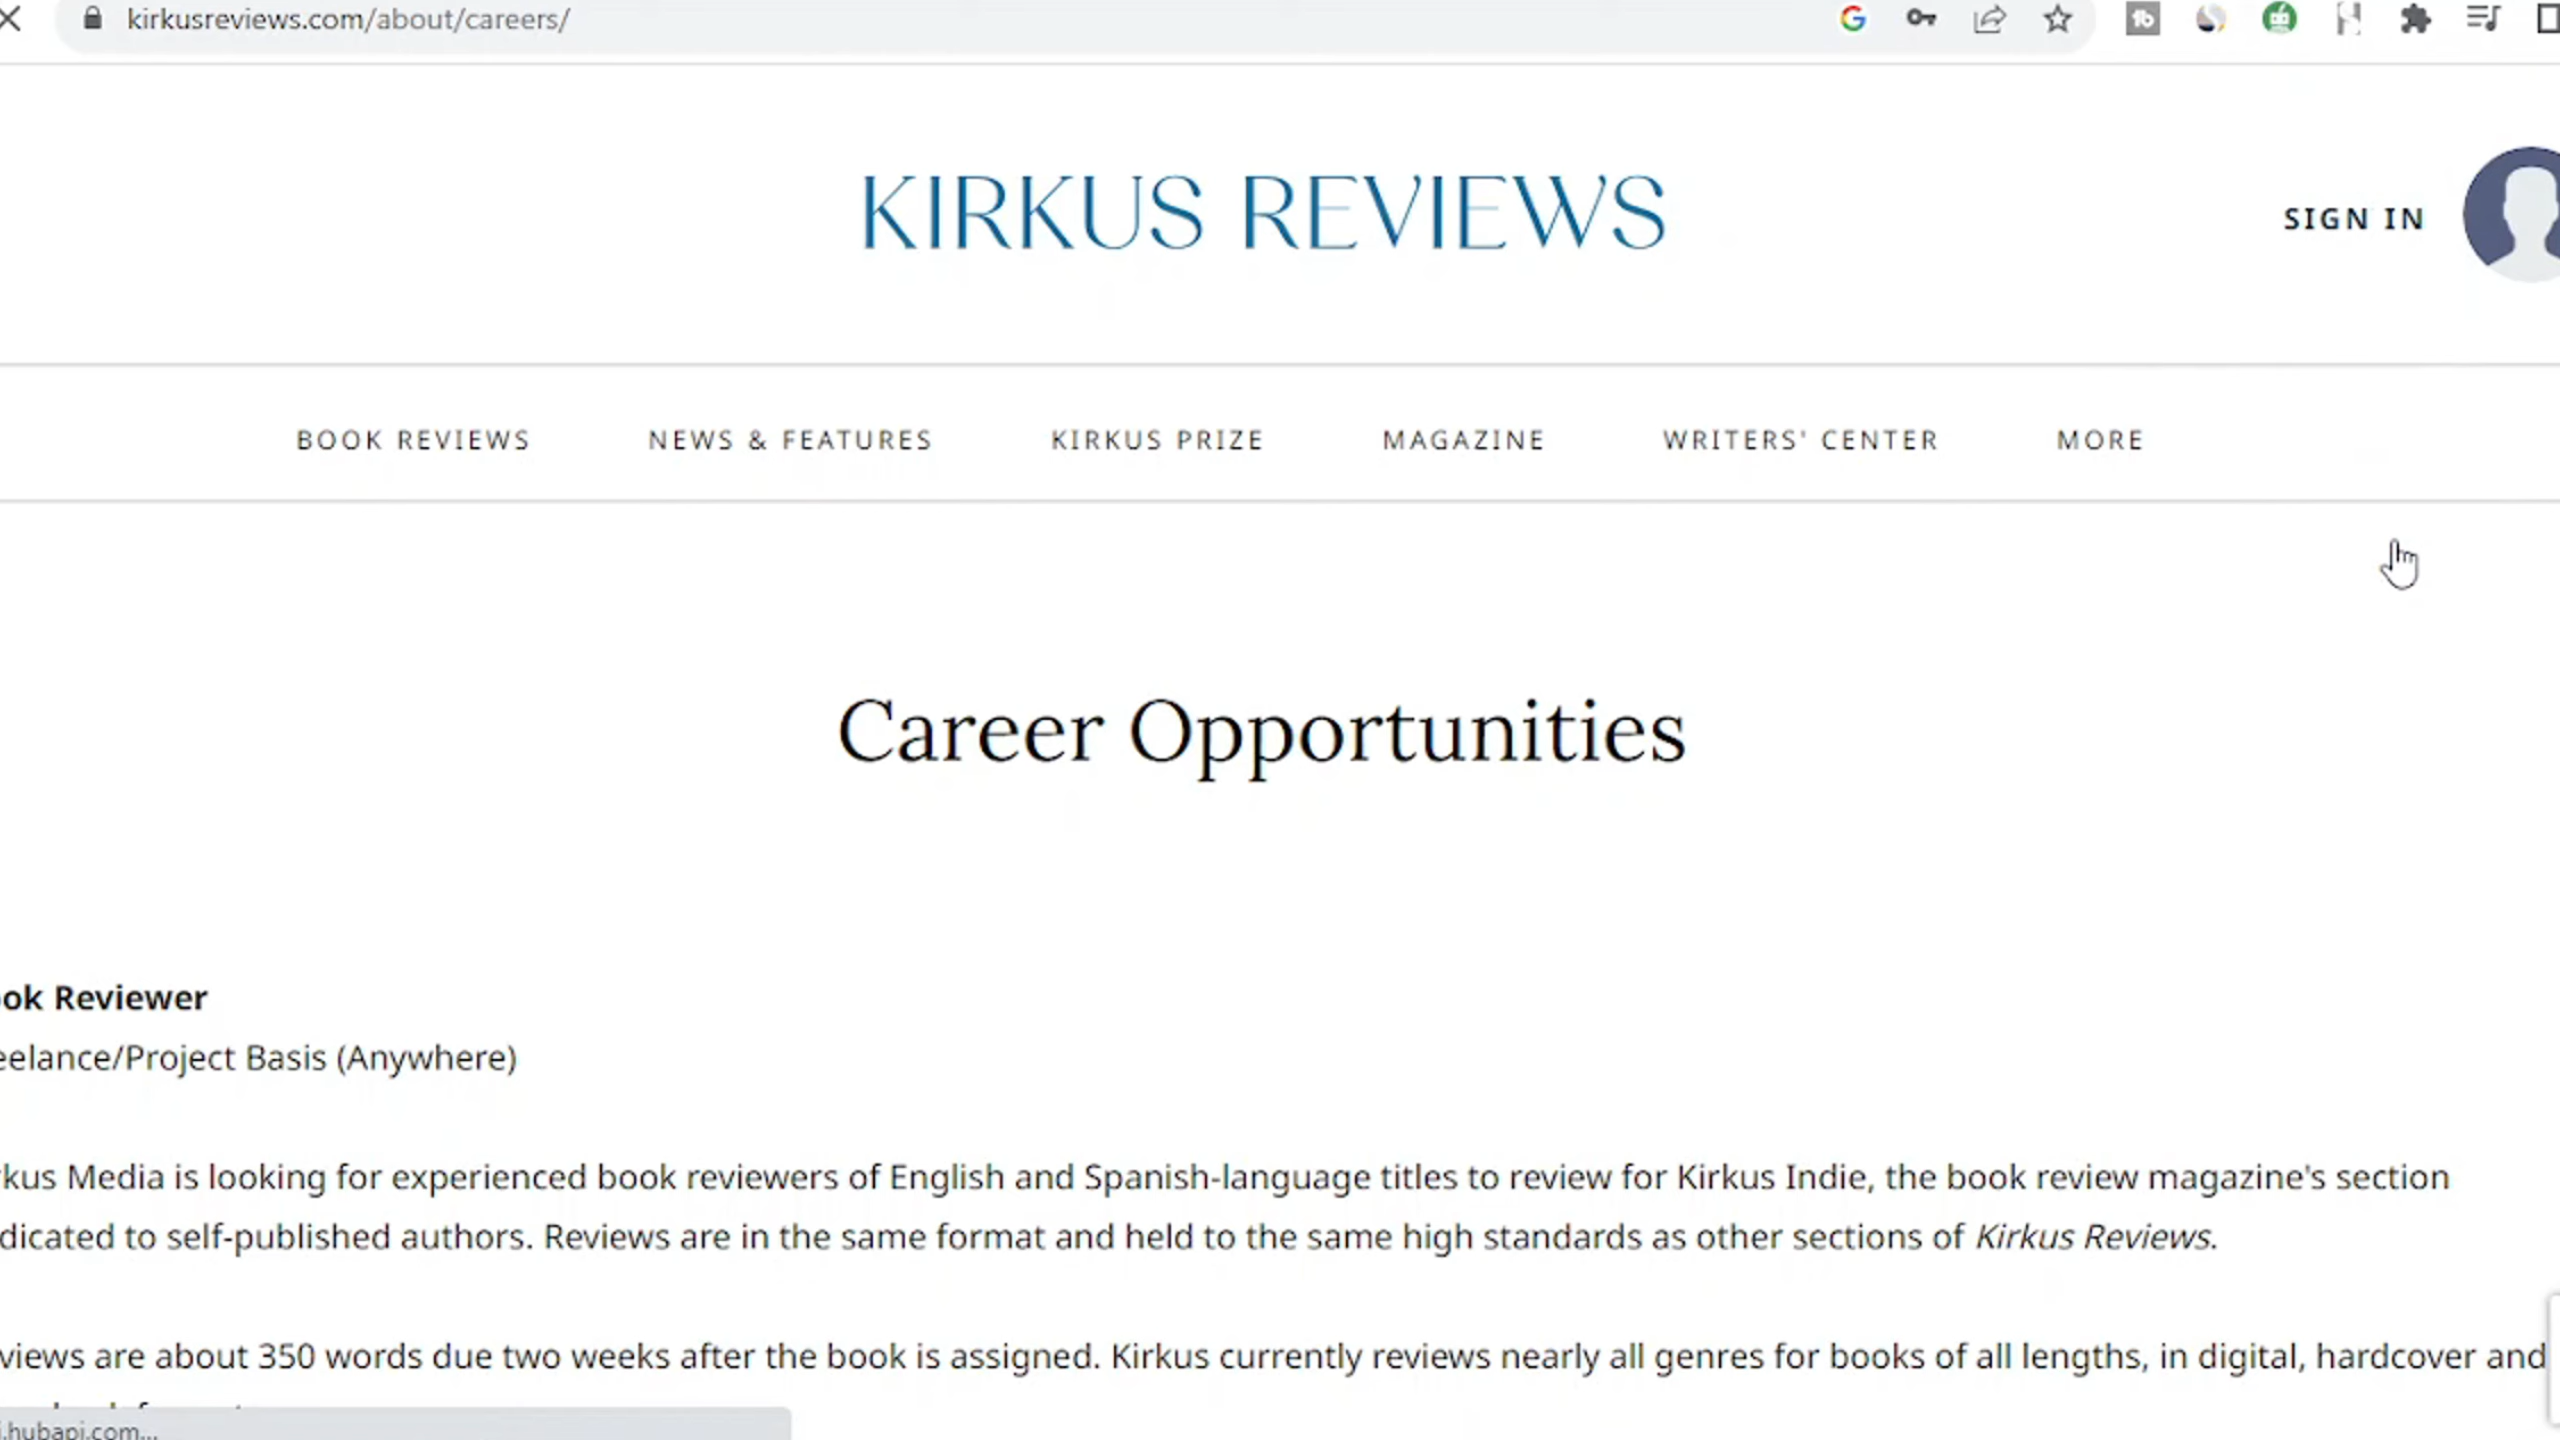 kirkusreviews.com/about/careers/
KIRKUS REVIEWS
SIGN IN
BOOK REVIEWS NEWS & FEATURES KIRKUS PRIZE MAGAZINE WRITERS' CENTER MORE
Career Opportunities
ok Reviewer
eelance/Project Basis (Anywhere)
kus Media is looking for experienced book reviewers of English and Spanish-language titles to review for Kirkus Indie, the book review magazine's section
dicated to self-published authors. Reviews are in the same format and held to the same high standards as other sections of Kirkus Reviews.
views are about 350 words due two weeks after the book is assigned. Kirkus currently reviews nearly all genres for books of all lengths, in digital, hardcover and
.hubapi.com...